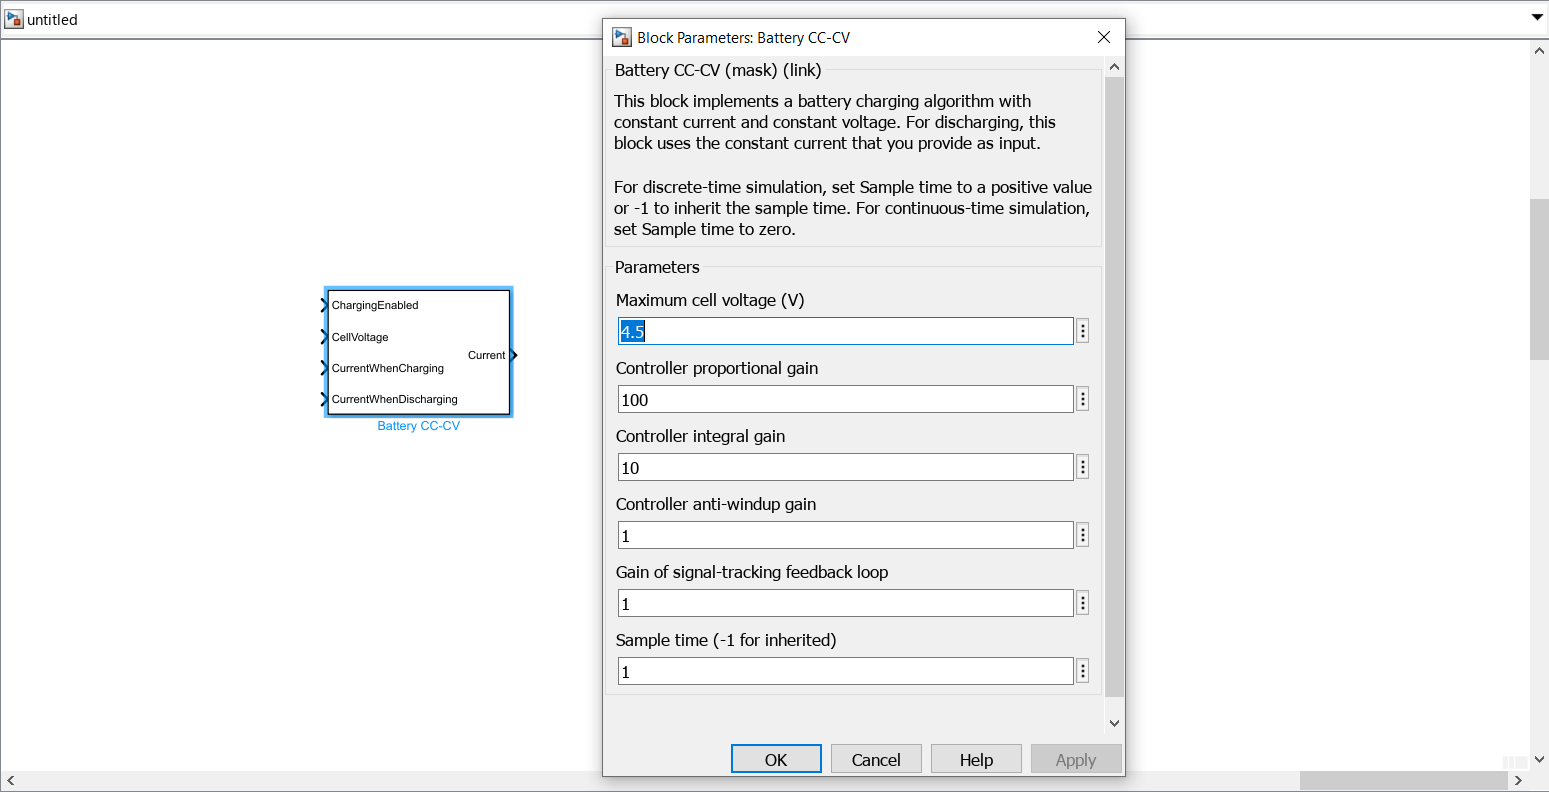 untitled
ChargingEnabled
CellVoltage
CurrentWhenCharging
CurrentWhenDischarging
Current
Battery CC-CV
Block Parameters: Battery CC-CV
Battery CC-CV (mask) (link)
This block implements a battery charging algorithm with
constant current and constant voltage. For discharging, this
block uses the constant current that you provide as input.
For discrete-time simulation, set Sample time to a positive value
or -1 to inherit the sample time. For continuous-time simulation,
set Sample time to zero.
Parameters
Maximum cell voltage (V)
4.5
Controller proportional gain
100
Controller integral gain
10
Controller anti-windup gain
1
Gain of signal-tracking feedback loop
1
Sample time (-1 for inherited)
1
OK Cancel Help Apply